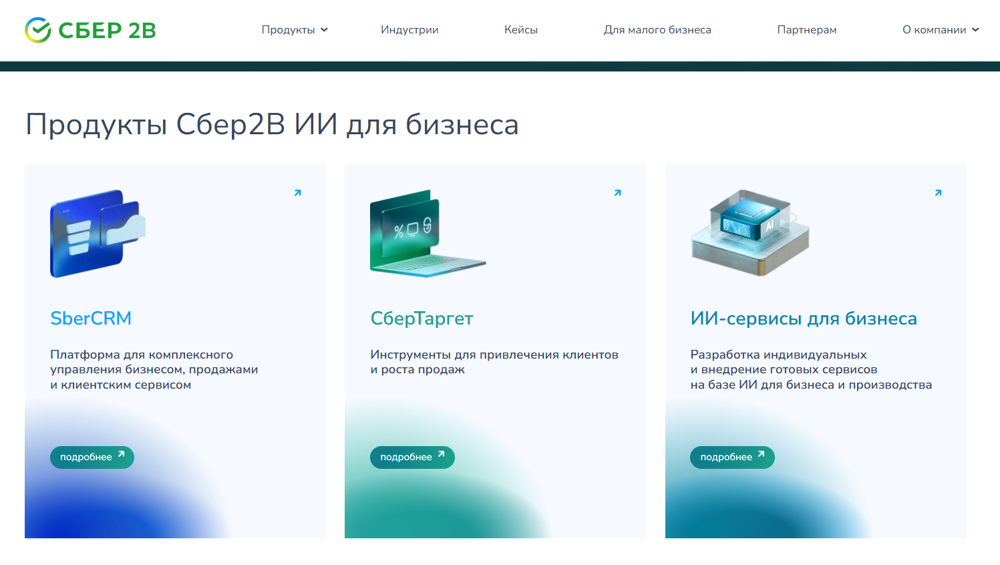 СБЕР 2B
Продукты
Индустрии
Кейсы
Для малого бизнеса
Партнерам
О компании
Продукты Сбер2В ИИ для бизнеса
%
AI
SberCRM
СберТаргет
ИИ-сервисы для бизнеса
Платформа для комплексного
управления бизнесом, продажами
и клиентским сервисом
Инструменты для привлечения клиентов
и роста продаж
Разработка индивидуальных
и внедрение готовых сервисов
на базе ИИ для бизнеса и производства
подробнее
подробнее
подробнее